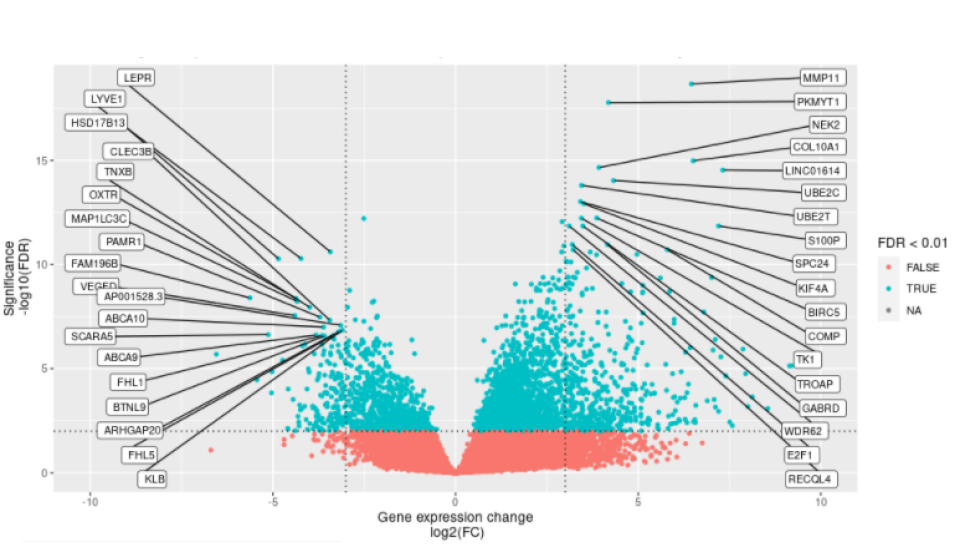 LEPR
LYVE1
HSD17B13
CLEC3B
TNXB
OXTR
MAP1LC3C
PAMR1
FAM196B
AP001528.3
ABCA10
SCARA5
ABCA9
FHL1
BTNL9
ARHGAP20
FHL5
KLB
MMP11
PKMYT1
NEK2
COL10A1
LINC01614
UBE2C
UBE2T
S100P
SPC24
KIF4A
BIRC5
COMP
TK1
TROAP
GABRD
WDR62
E2F1
RECQL4
15
10
5
0
-10
-5
0
5
10
Significance
-log10(FDR)
Gene expression change
log2(FC)
FDR < 0.01
FALSE
TRUE
NA